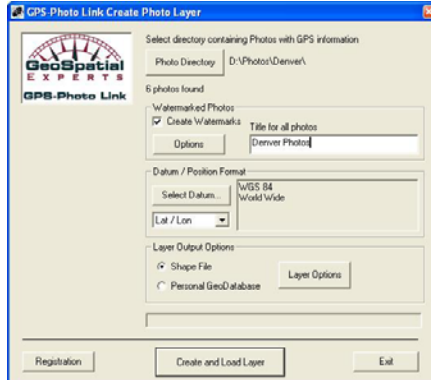 GPS-Photo Link Create Photo Layer
GeoSpatial
EXPERTS
GPS-Photo Link
Select directory containing Photos with GPS information
Photo Directory D:\Photos\Denver\
6 photos found
Watermarked Photos
Create Watermarks
Title for all photos
Options
Denver Photos
Datum / Position Format
Select Datum...
WGS 84
World Wide
Lat / Lon
Layer Output Options
Shape File
Layer Options
Personal GeoDatabase
Registration Create and Load Layer Exit